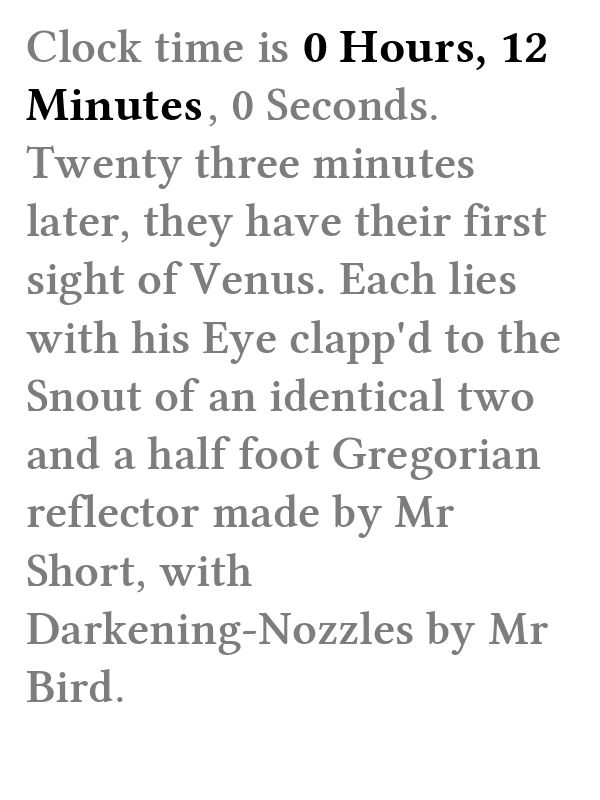 Clock time is 0 Hours, 12
Minutes, 0 Seconds.
Twenty three minutes
later, they have their first
sight of Venus. Each lies
with his Eye clapp'd to the
Snout of an identical two
and a half foot Gregorian
reflector made by Mr
Short, with
Darkening-Nozzles by Mr
Bird.